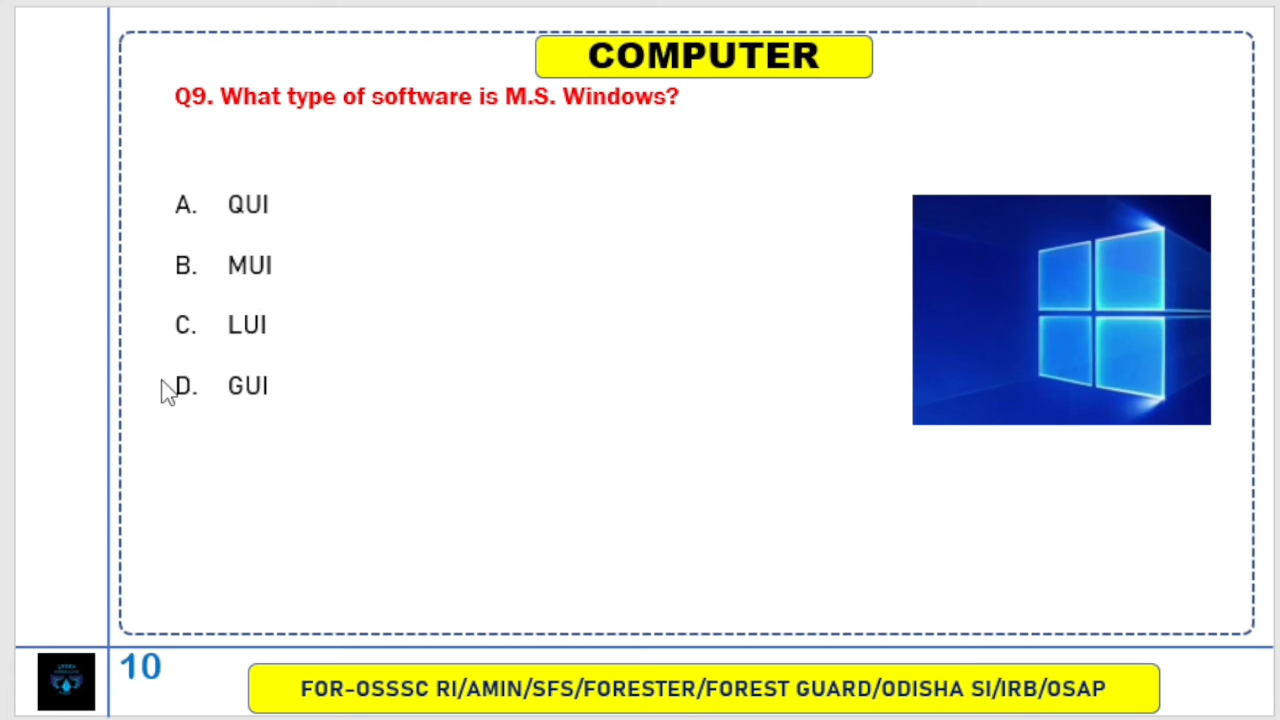 COMPUTER
Q9. What type of software is M.S. Windows?
A. QUI
B. MUI
C. LUI
D. GUI
10
FOR-OSSSC RI/AMIN/SFS/FORESTER/FOREST GUARD/ODISHA SI/IRB/OSAP